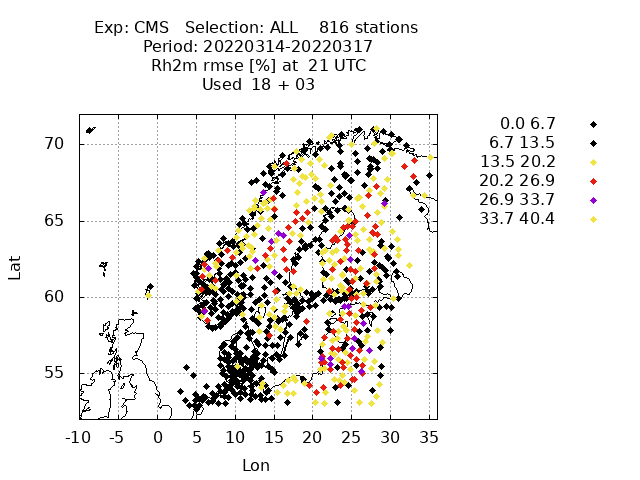 Exp: CMS Selection: ALL 816 stations
Period: 20220314-20220317
Rh2m rmse [%] at 21 UTC
Used 18 + 03
0.0 6.7
6.7 13.5
13.5 20.2
20.2 26.9
26.9 33.7
33.7 40.4
Lat
70
65
60
55
-10 -5 0 5 10 15 20 25 30 35
Lon